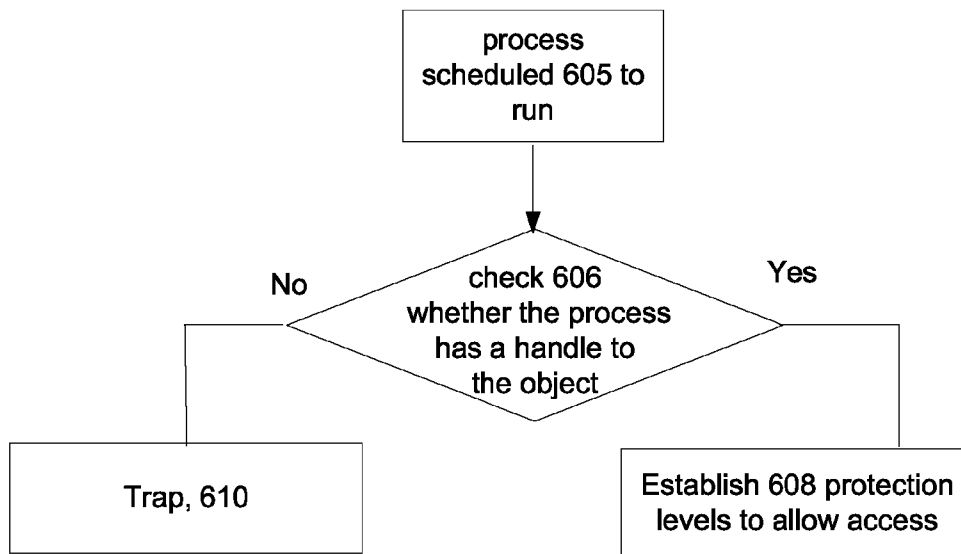 process
scheduled 605 to
run
No
Yes
check 606
whether the process
has a handle to
the object
Trap, 610
Establish 608 protection
levels to allow access